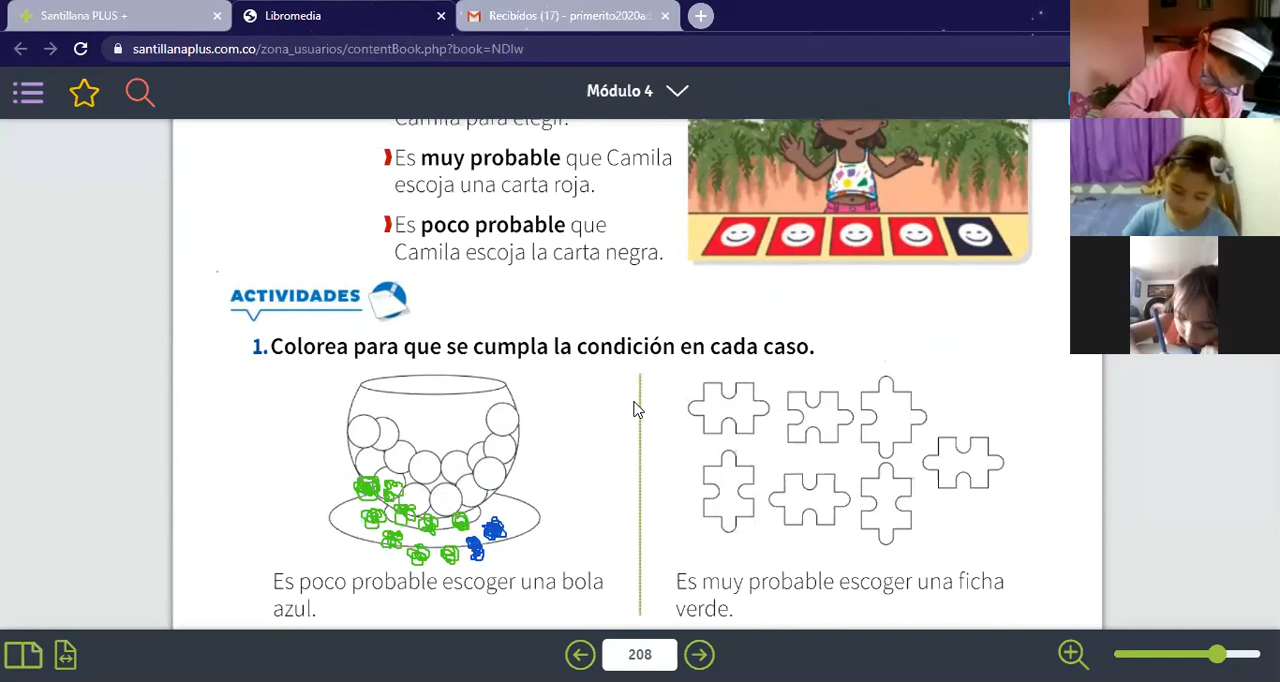 Santillana PLUS +
Libromedia
Recibidos (17) - primerito2020ad
santillanaplus.com.co/zona_usuarios/contentBook.php?book=NDIw
Módulo 4
Camila para elegir.
Es muy probable que Camila
escoja una carta roja.
Es poco probable que
Camila escoja la carta negra.
ACTIVIDADES
1. Colorea para que se cumpla la condición en cada caso.
Es poco probable escoger una bola
azul.
Es muy probable escoger una ficha
verde.
208